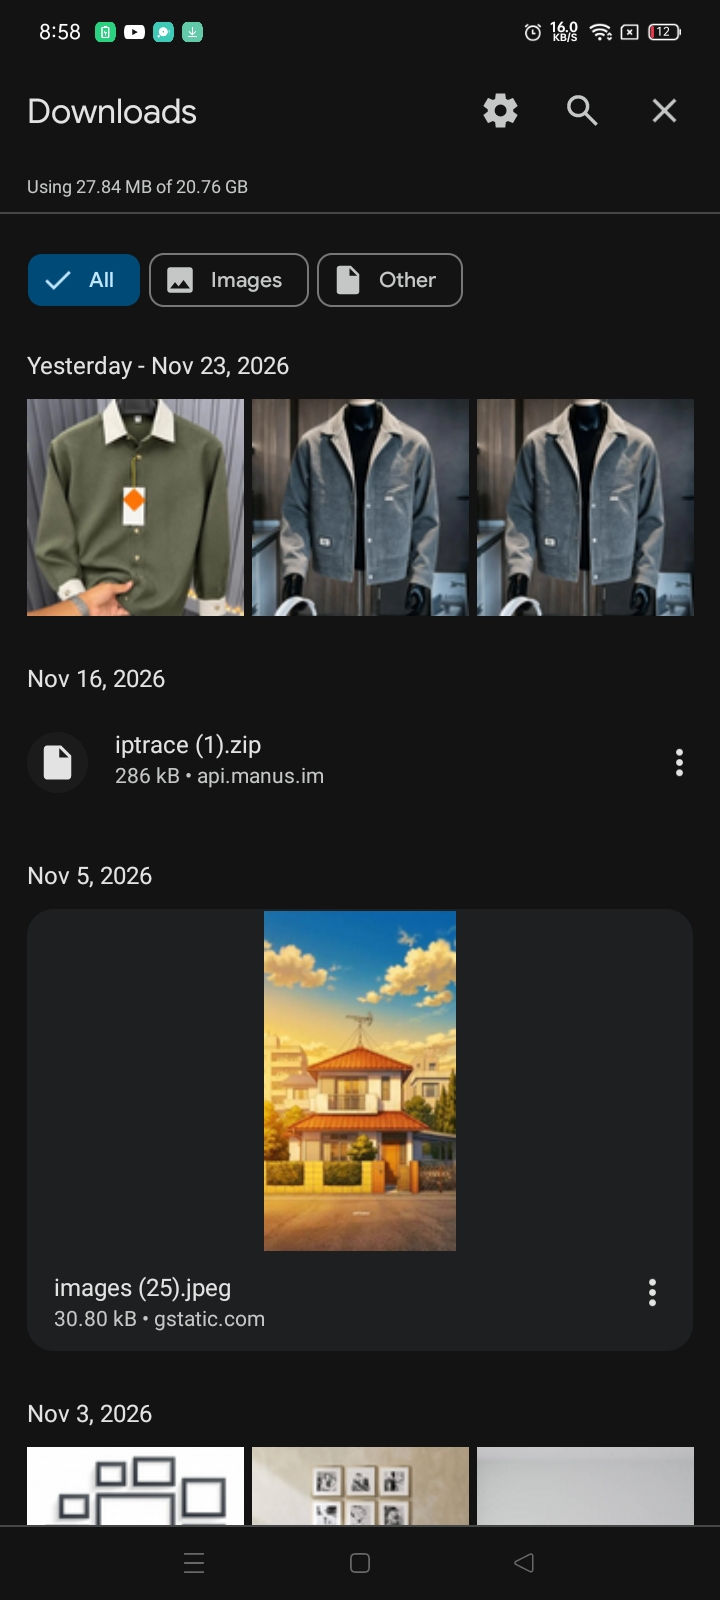 8:58
16.0
KB/S
12
Downloads
Using 27.84 MB of 20.76 GB
All
Images
Other
Yesterday - Nov 23, 2026
Nov 16, 2026
iptrace (1).zip
286 kB • api.manus.im
Nov 5, 2026
images (25).jpeg
30.80 kB • gstatic.com
Nov 3, 2026